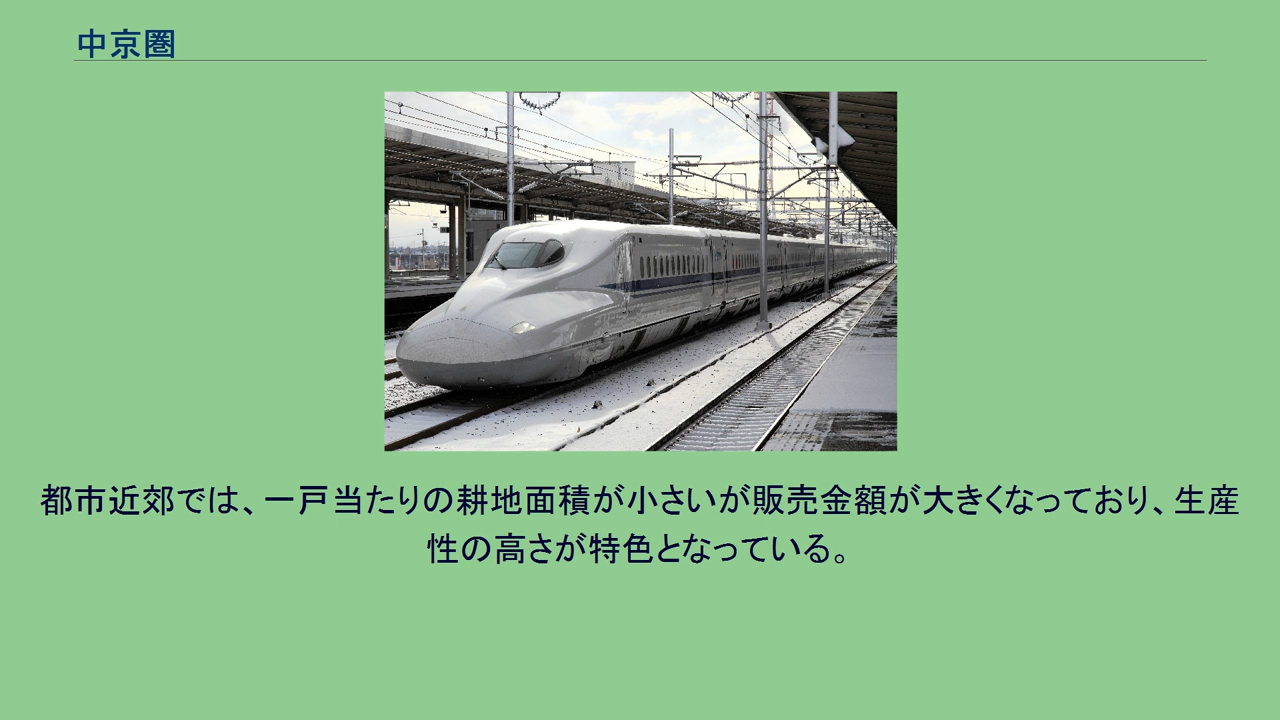 中京圏
都市近郊では、一戸当たりの耕地面積が小さいが販売金額が大きくなっており、生産
性の高さが特色となっている。